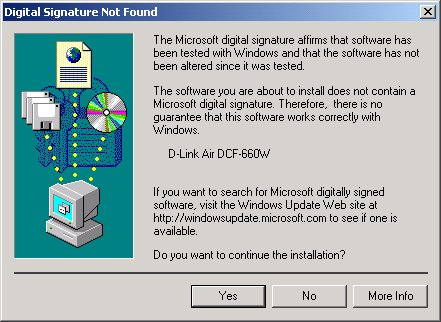 Digital Signature Not Found
The Microsoft digital signature affirms that software has
been tested with Windows and that the software has not
been altered since it was tested.
The software you are about to install does not contain a
Microsoft digital signature. Therefore, there is no
guarantee that this software works correctly with
Windows.
D-Link Air DCF-660W
If you want to search for Microsoft digitally signed
software, visit the Windows Update Web site at
http://windowsupdate.microsoft.com to see if one is
available.
Do you want to continue the installation?
Yes
No
More Info